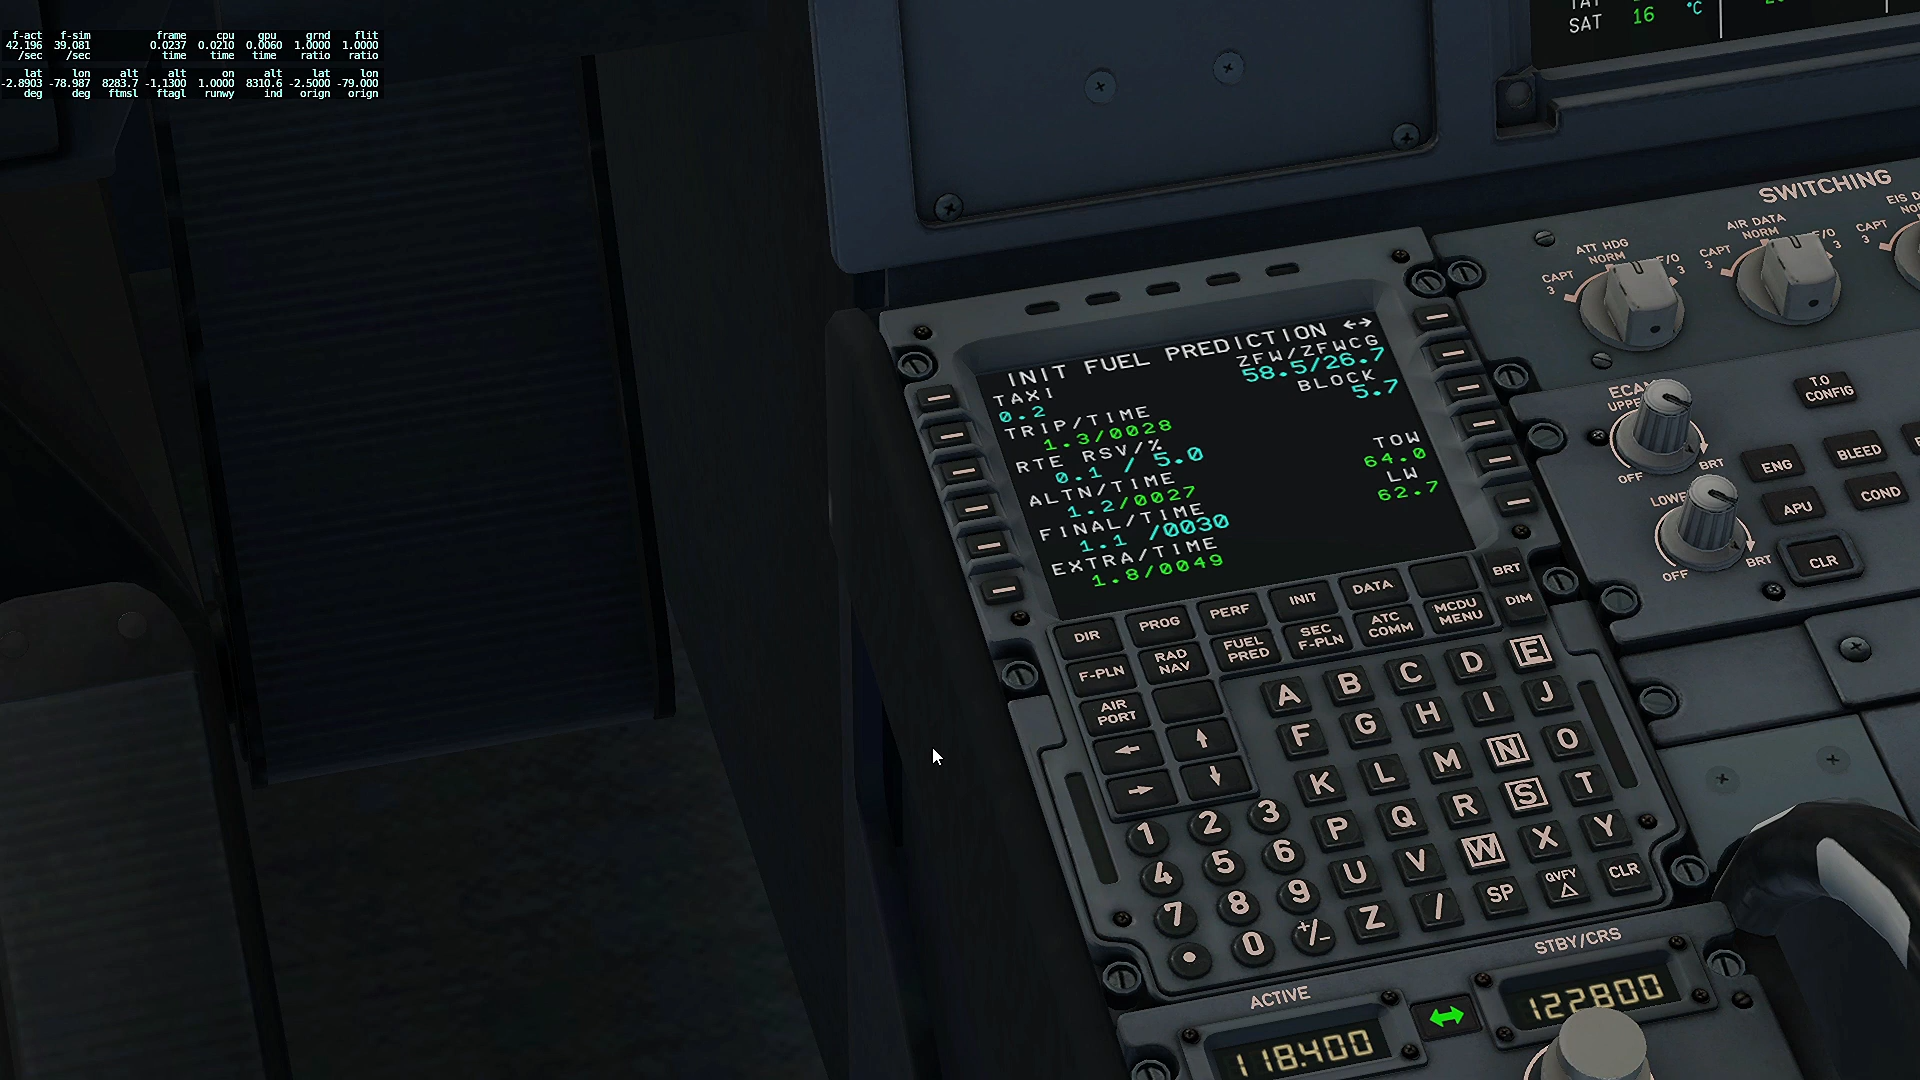 f-act f-sim frame cpu gpu grnd flit
42.196 39.081 0.0237 0.0210 0.0060 1.0000 1.0000
/sec /sec time time time ratio ratio
lat lon alt alt on alt lat lon
-2.8903 -78.987 8283.7 -1.1300 1.0000 8310.6 -2.5000 -79.000
deg deg ftmsl ftagl runwy ind orign orign
SAT 16 °C
SWITCHING
ATT HDG
NORM
CAPT
3
F/O
3
AIR DATA
NORM
CAPT
3
F/O
3
CAPT
3
INIT FUEL PREDICTION ←→
TAXI ZFW/ZFWCG
0.2 58.5/26.7
TRIP/TIME BLOCK
1.3/0028 5.7
RTE RSV/%
0.1 / 5.0
ALTN/TIME TOW
1.2/0027 64.0
FINAL/TIME LW
1.1 /0030 62.7
EXTRA/TIME
1.8/0049
OFF BRT
OFF BRT
T.O
CONFIG
ENG BLEED
APU COND
CLR
DIR PROG PERF INIT DATA BRT
F-PLN RAD NAV FUEL PRED SEC F-PLN ATC COMM MCDU MENU DIM
AIR PORT
← ↑
→ ↓
A B C D E
F G H I J
K L M N O
P Q R S T
U V W X Y
Z / SP OVFY △ CLR
1 2 3
4 5 6
7 8 9
. 0 +/-
ACTIVE STBY/CRS
118.400 122800